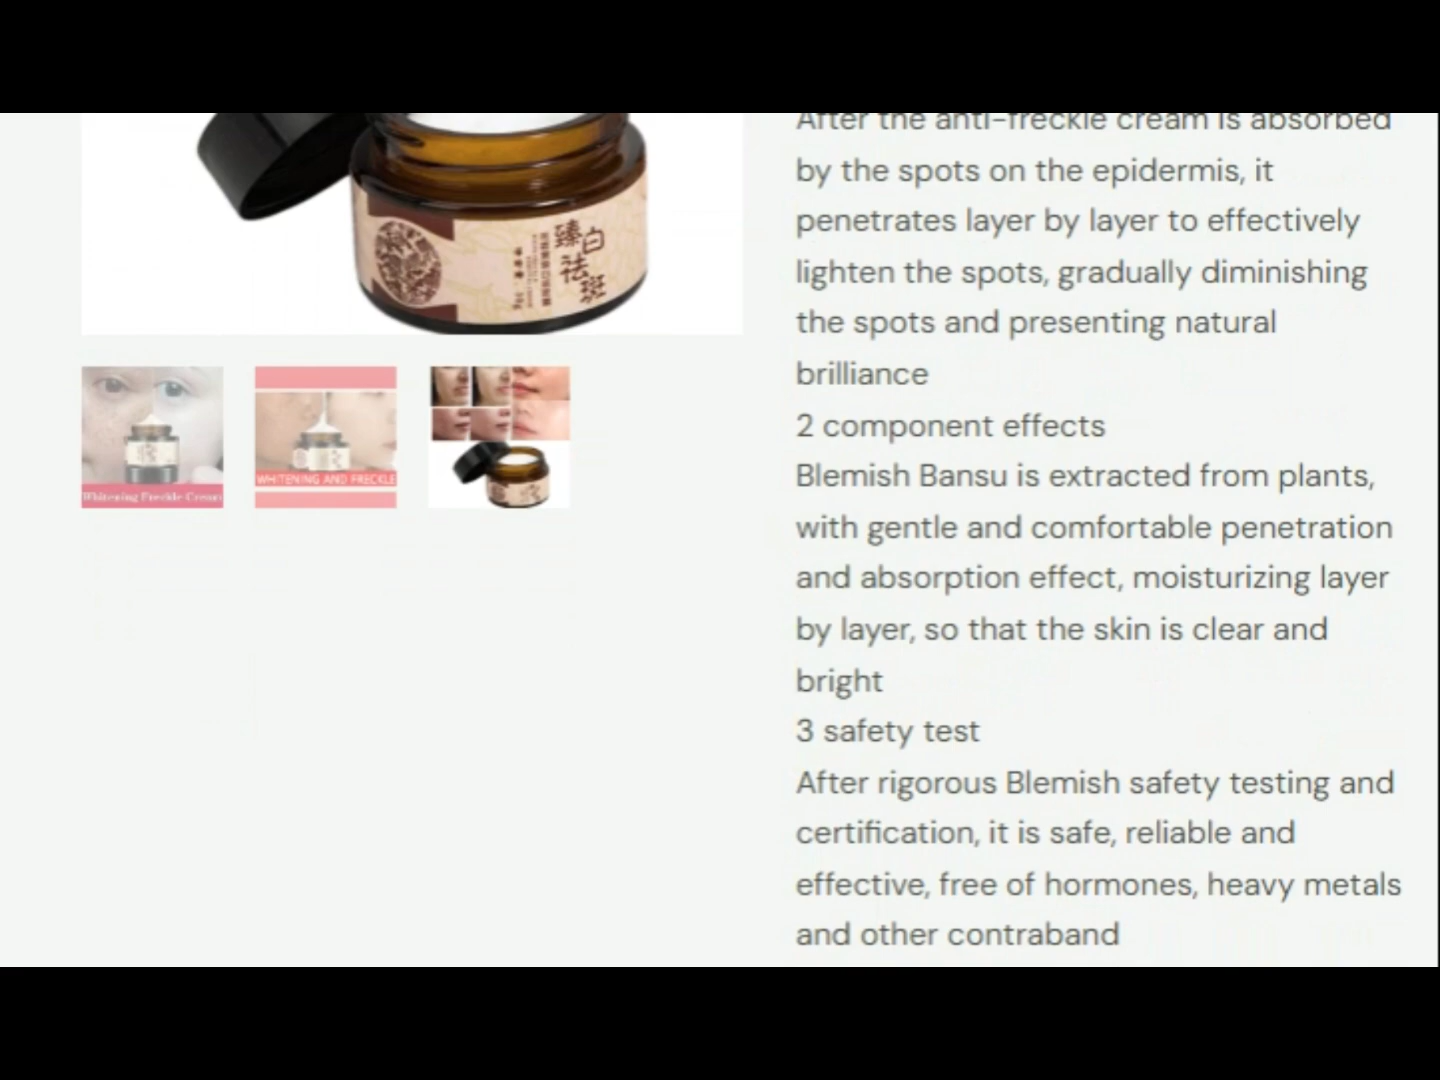 臻白
祛斑
Whitening Freckle Cream
WHITENING AND FRECKLE
After the anti-freckle cream is absorbed
by the spots on the epidermis, it
penetrates layer by layer to effectively
lighten the spots, gradually diminishing
the spots and presenting natural
brilliance
2 component effects
Blemish Bansu is extracted from plants,
with gentle and comfortable penetration
and absorption effect, moisturizing layer
by layer, so that the skin is clear and
bright
3 safety test
After rigorous Blemish safety testing and
certification, it is safe, reliable and
effective, free of hormones, heavy metals
and other contraband